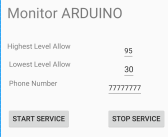 Monitor ARDUINO
Highest Level Allow 95
Lowest Level Allow 30
Phone Number 77777777
START SERVICE STOP SERVICE